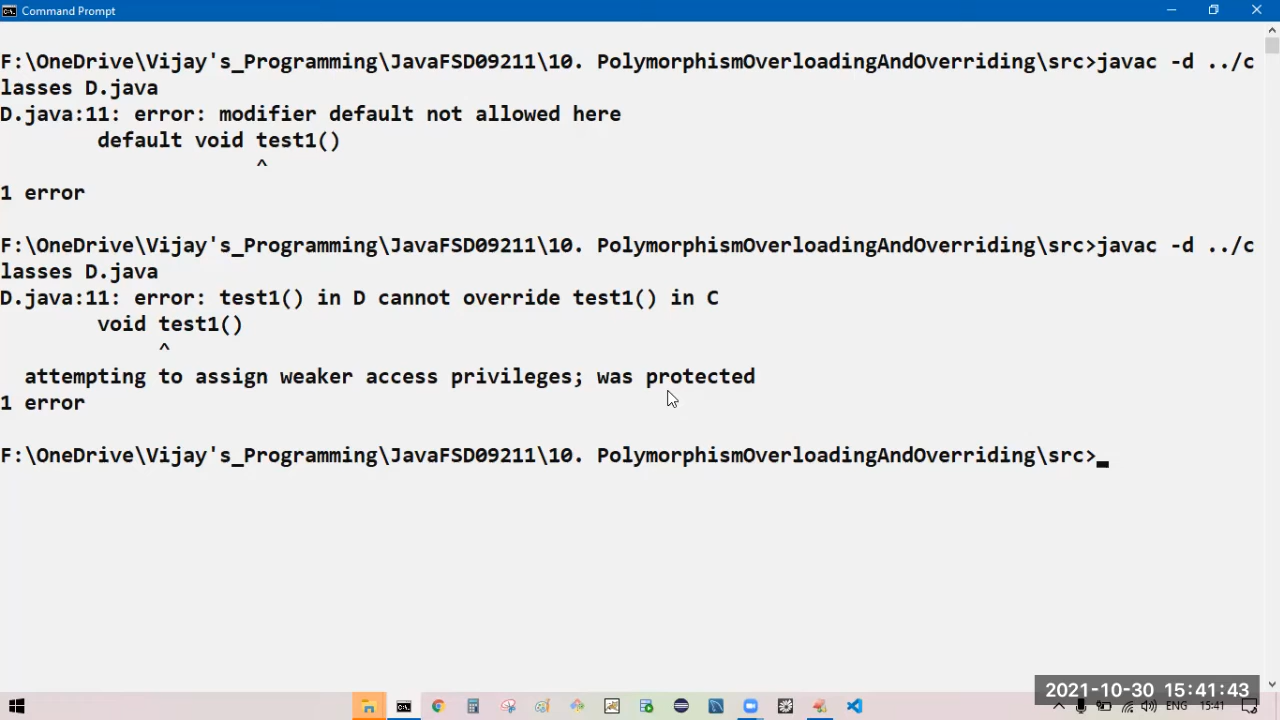 Command Prompt
F:\OneDrive\Vijay's_Programming\JavaFSD09211\10. PolymorphismOverloadingAndOverriding\src>javac -d ../c
lasses D.java
D.java:11: error: modifier default not allowed here
        default void test1()
                     ^
1 error
F:\OneDrive\Vijay's_Programming\JavaFSD09211\10. PolymorphismOverloadingAndOverriding\src>javac -d ../c
lasses D.java
D.java:11: error: test1() in D cannot override test1() in C
        void test1()
             ^
  attempting to assign weaker access privileges; was protected
1 error
F:\OneDrive\Vijay's_Programming\JavaFSD09211\10. PolymorphismOverloadingAndOverriding\src>
2021-10-30 15:41:43
ENG 15:41